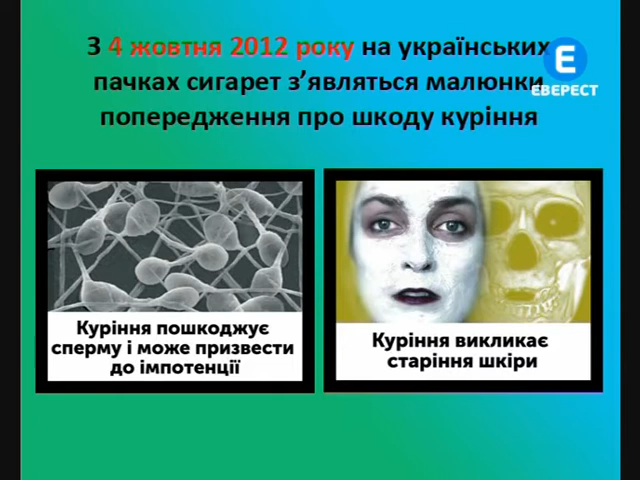 З 4 жовтня 2012 року на українських
пачках сигарет з’являться малюнки
попередження про шкоду куріння
Е
ЕВЕРЕСТ
Куріння пошкоджує
сперму і може призвести
до імпотенції
Куріння викликає
старіння шкіри